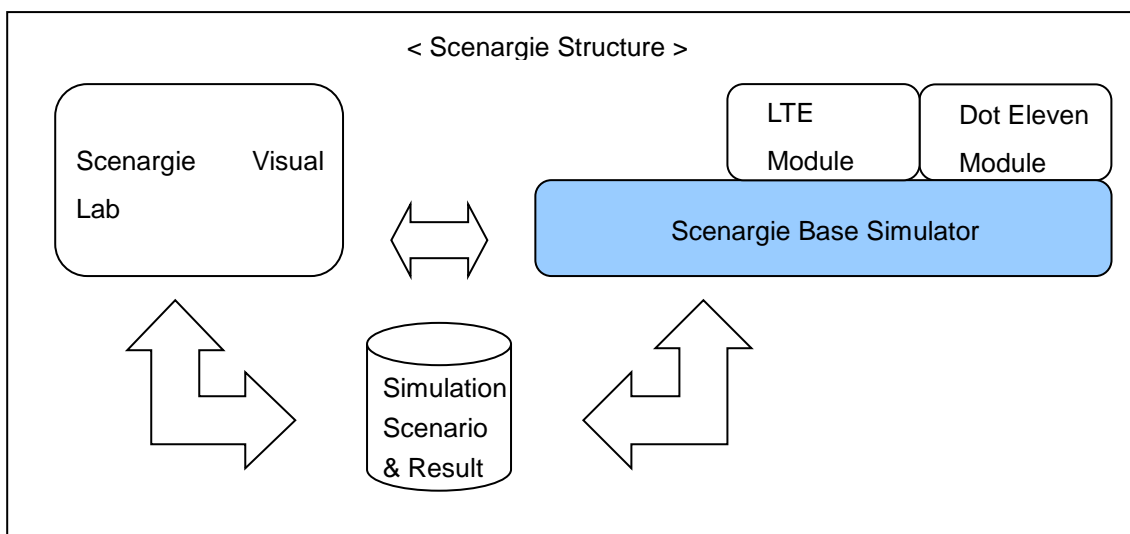 < Scenargie Structure >
Scenargie Visual
Lab
LTE
Module
Dot Eleven
Module
Scenargie Base Simulator
Simulation
Scenario
& Result